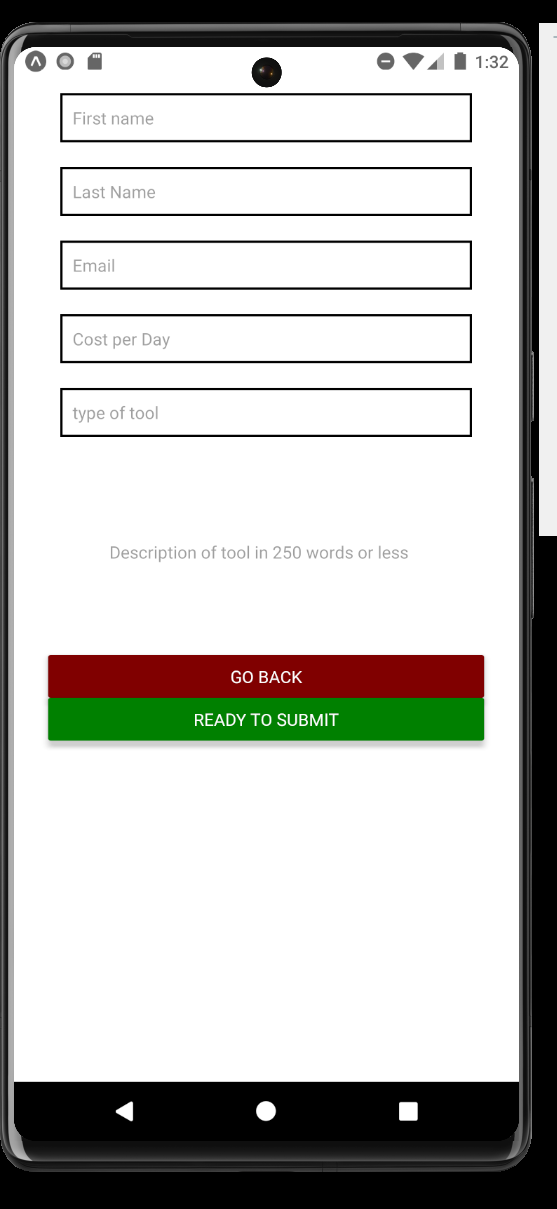 1:32
First name
Last Name
Email
Cost per Day
type of tool
Description of tool in 250 words or less
GO BACK
READY TO SUBMIT